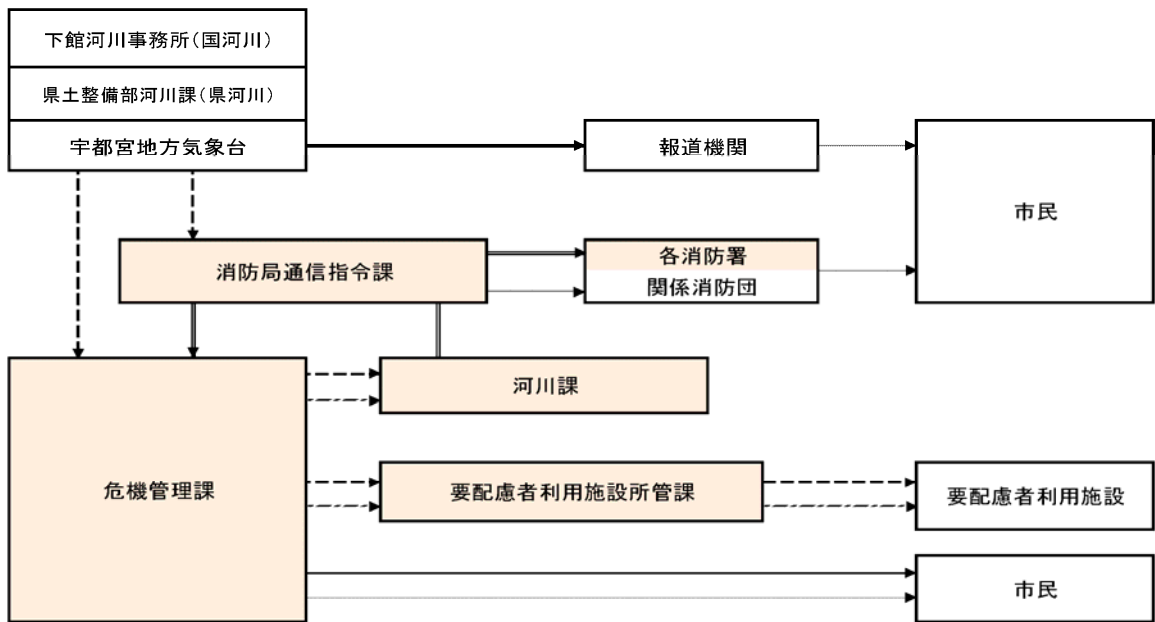 下館河川事務所（国河川）
県土整備部河川課（県河川）
宇都宮地方気象台
報道機関
市民
消防局通信指令課
各消防署
関係消防団
河川課
危機管理課
要配慮者利用施設所管課
要配慮者利用施設
市民